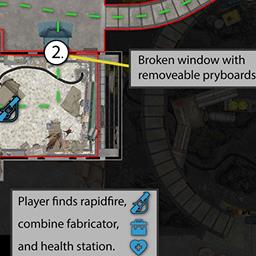 2.
Broken window with
removeable pryboards
Player finds rapidfire,
combine fabricator,
and health station.